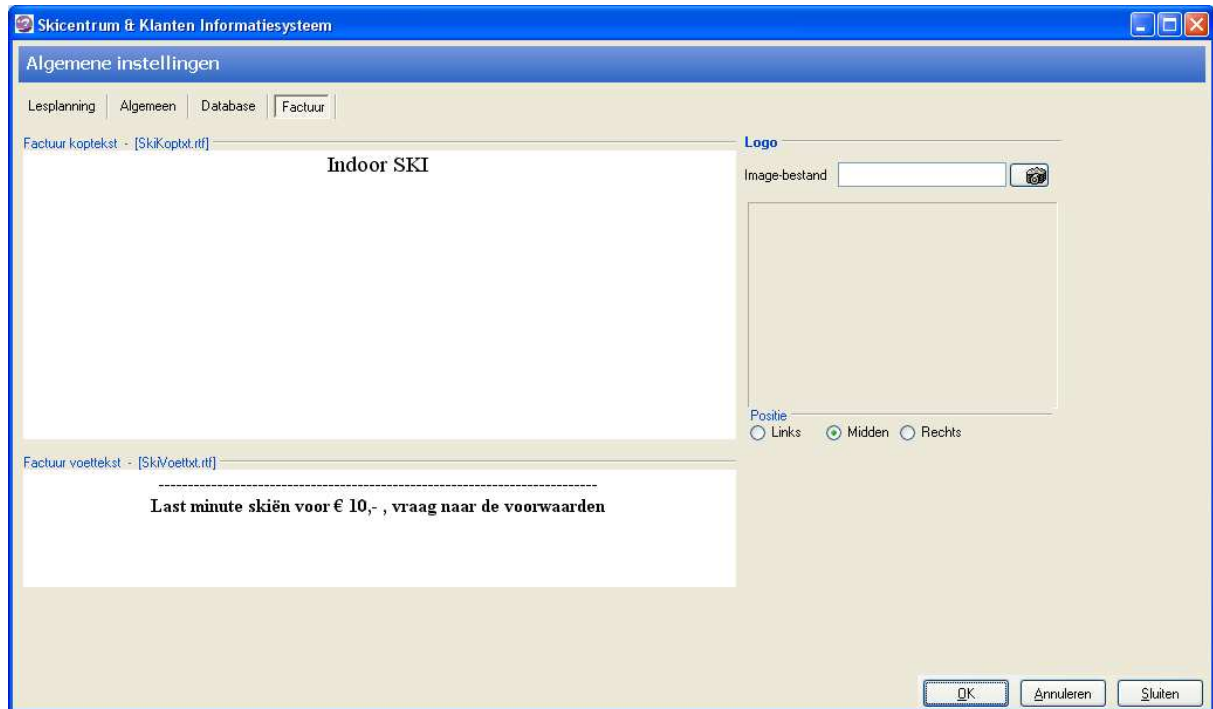 Skicentrum & Klanten Informatiesysteem
Algemene instellingen
Lesplanning Algemeen Database Factuur
Factuur koptekst - [SkiKoptxt.rtf]
Indoor SKI
Logo
Image-bestand
Positie
Links Midden Rechts
Factuur voettekst - [SkiVoettxt.rtf]
--------------------------------------------------------------------------
Last minute skiën voor € 10,- , vraag naar de voorwaarden
OK Annuleren Sluiten